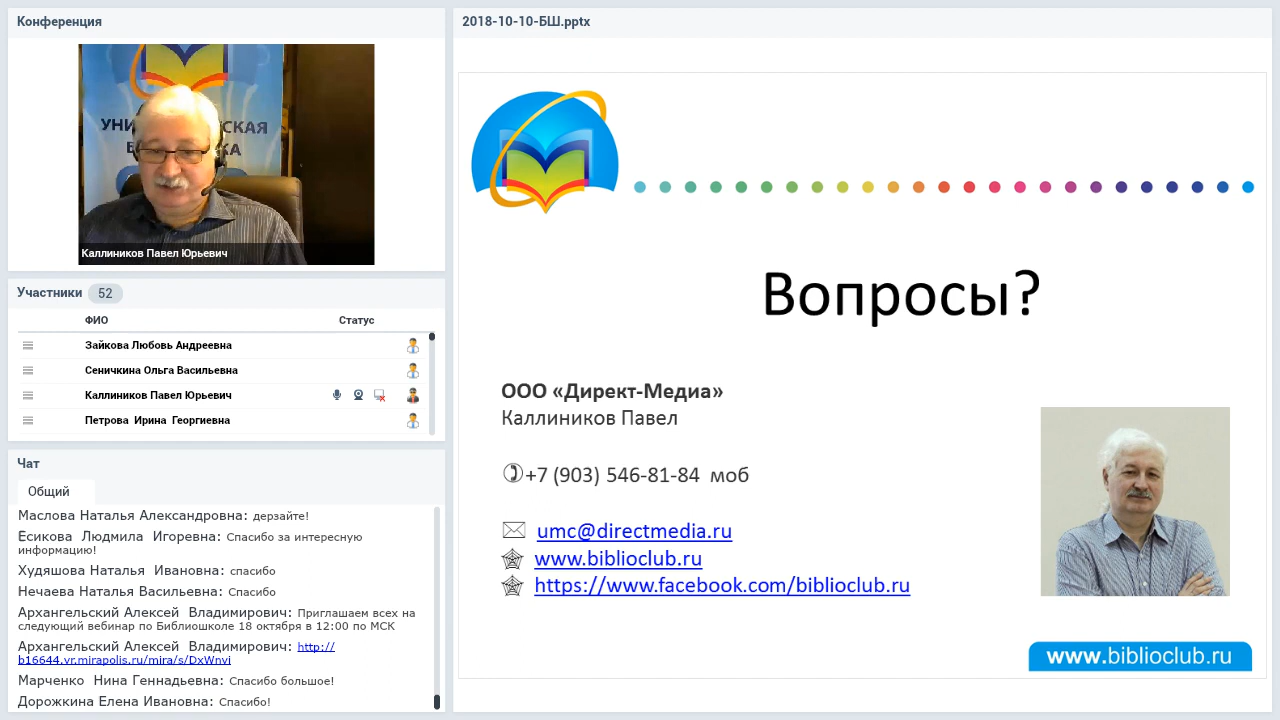 Конференция
УНИ
СКАЯ
Б
КА
Каллиников Павел Юрьевич
Участники 52
ФИО Статус
Зайкова Любовь Андреевна
Сеничкина Ольга Васильевна
Каллиников Павел Юрьевич
Петрова Ирина Георгиевна
Чат
Общий
Маслова Наталья Александровна: дерзайте!
Есикова Людмила Игоревна: Спасибо за интересную
информацию!
Худяшова Наталья Ивановна: спасибо
Нечаева Наталья Васильевна: Спасибо
Архангельский Алексей Владимирович: Приглашаем всех на
следующий вебинар по Библиошколе 18 октября в 12:00 по МСК
Архангельский Алексей Владимирович: http://
b16644.vr.mirapolis.ru/mira/s/DxWnvi
Марченко Нина Геннадьевна: Спасибо большое!
Дорожкина Елена Ивановна: Спасибо!
2018-10-10-БШ.pptx
Вопросы?
ООО «Директ-Медиа»
Каллиников Павел
+7 (903) 546-81-84 моб
umc@directmedia.ru
www.biblioclub.ru
https://www.facebook.com/biblioclub.ru
www.biblioclub.ru